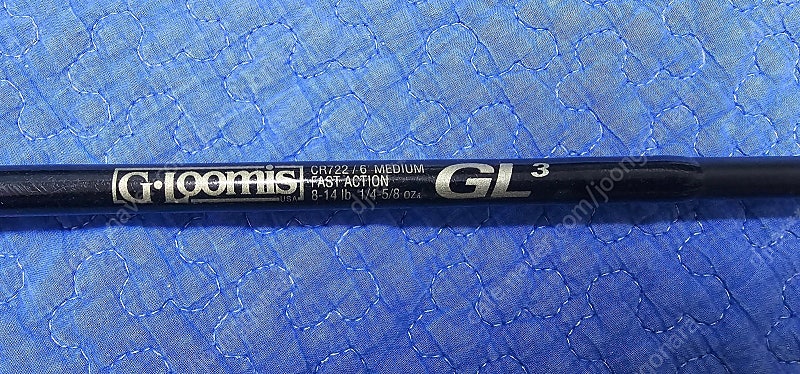 G·Loomis
USA
CR722/6 MEDIUM
FAST ACTION
8-14 lb. 1/4-5/8 oz.
GL3